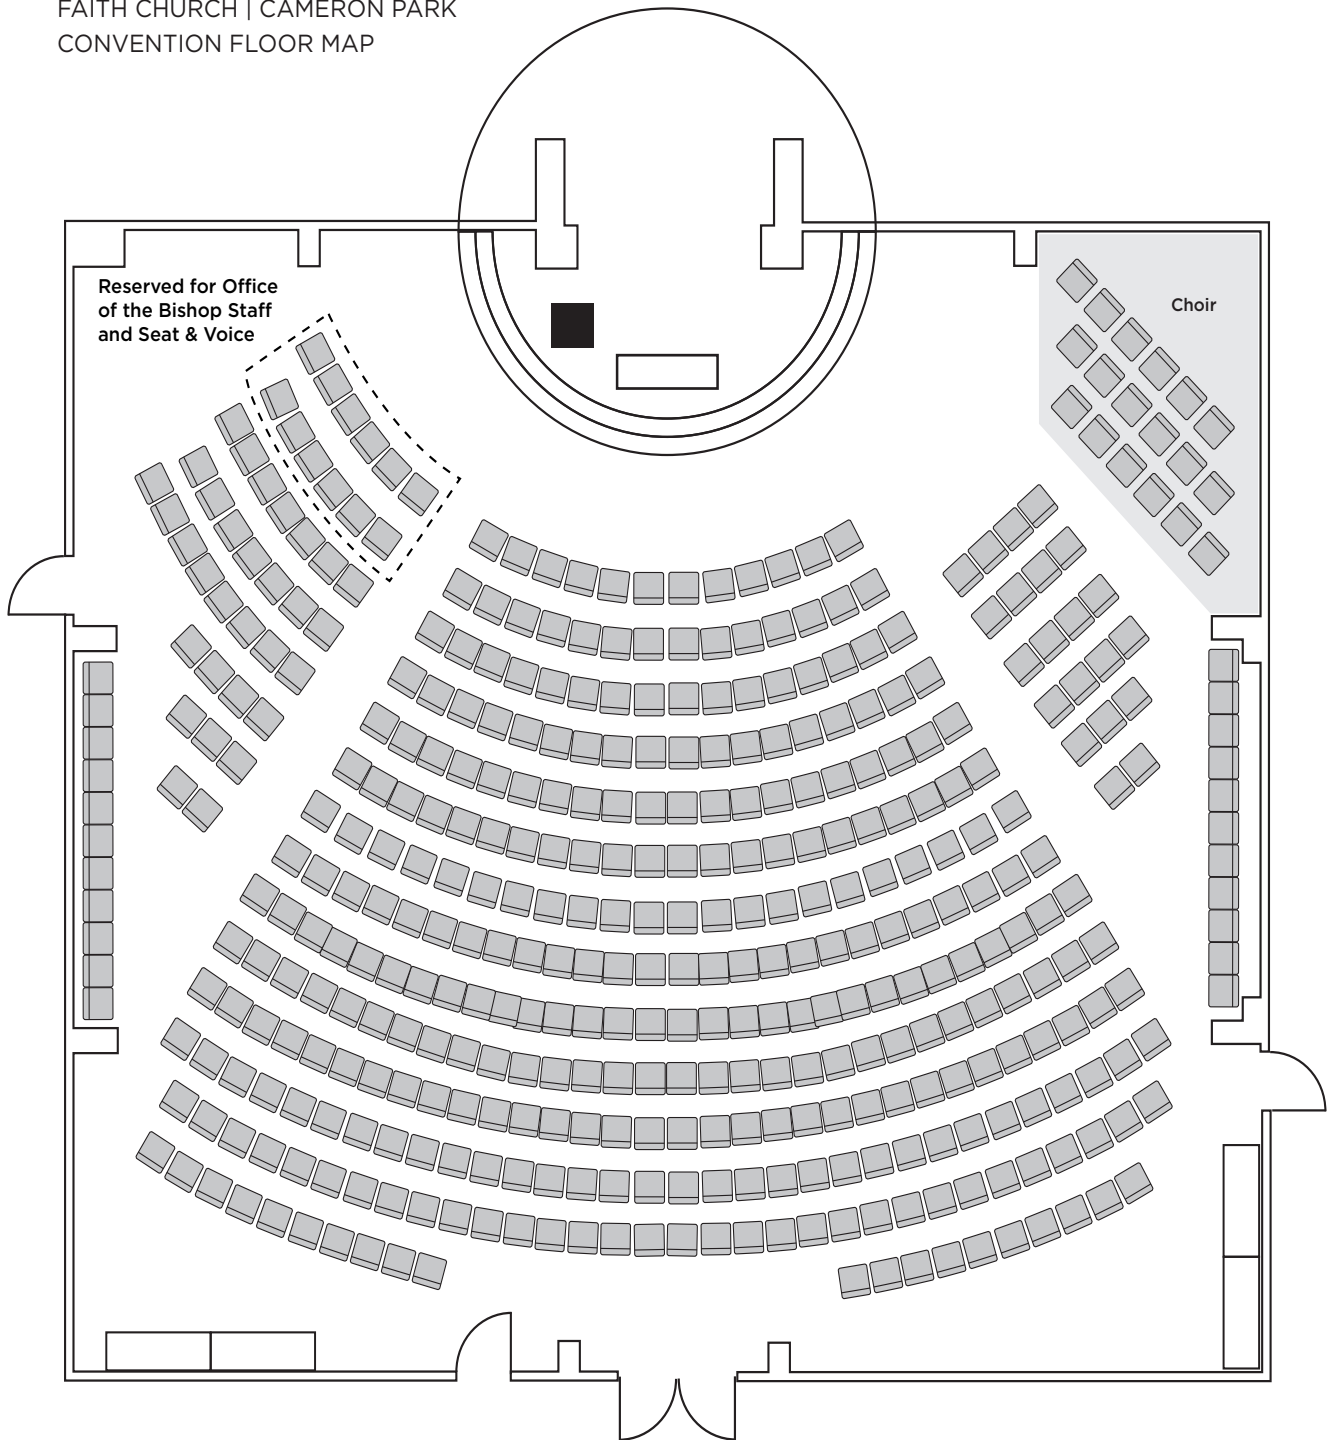 FAITH CHURCH | CAMERON PARK
CONVENTION FLOOR MAP
Reserved for Office
of the Bishop Staff
and Seat & Voice
Choir